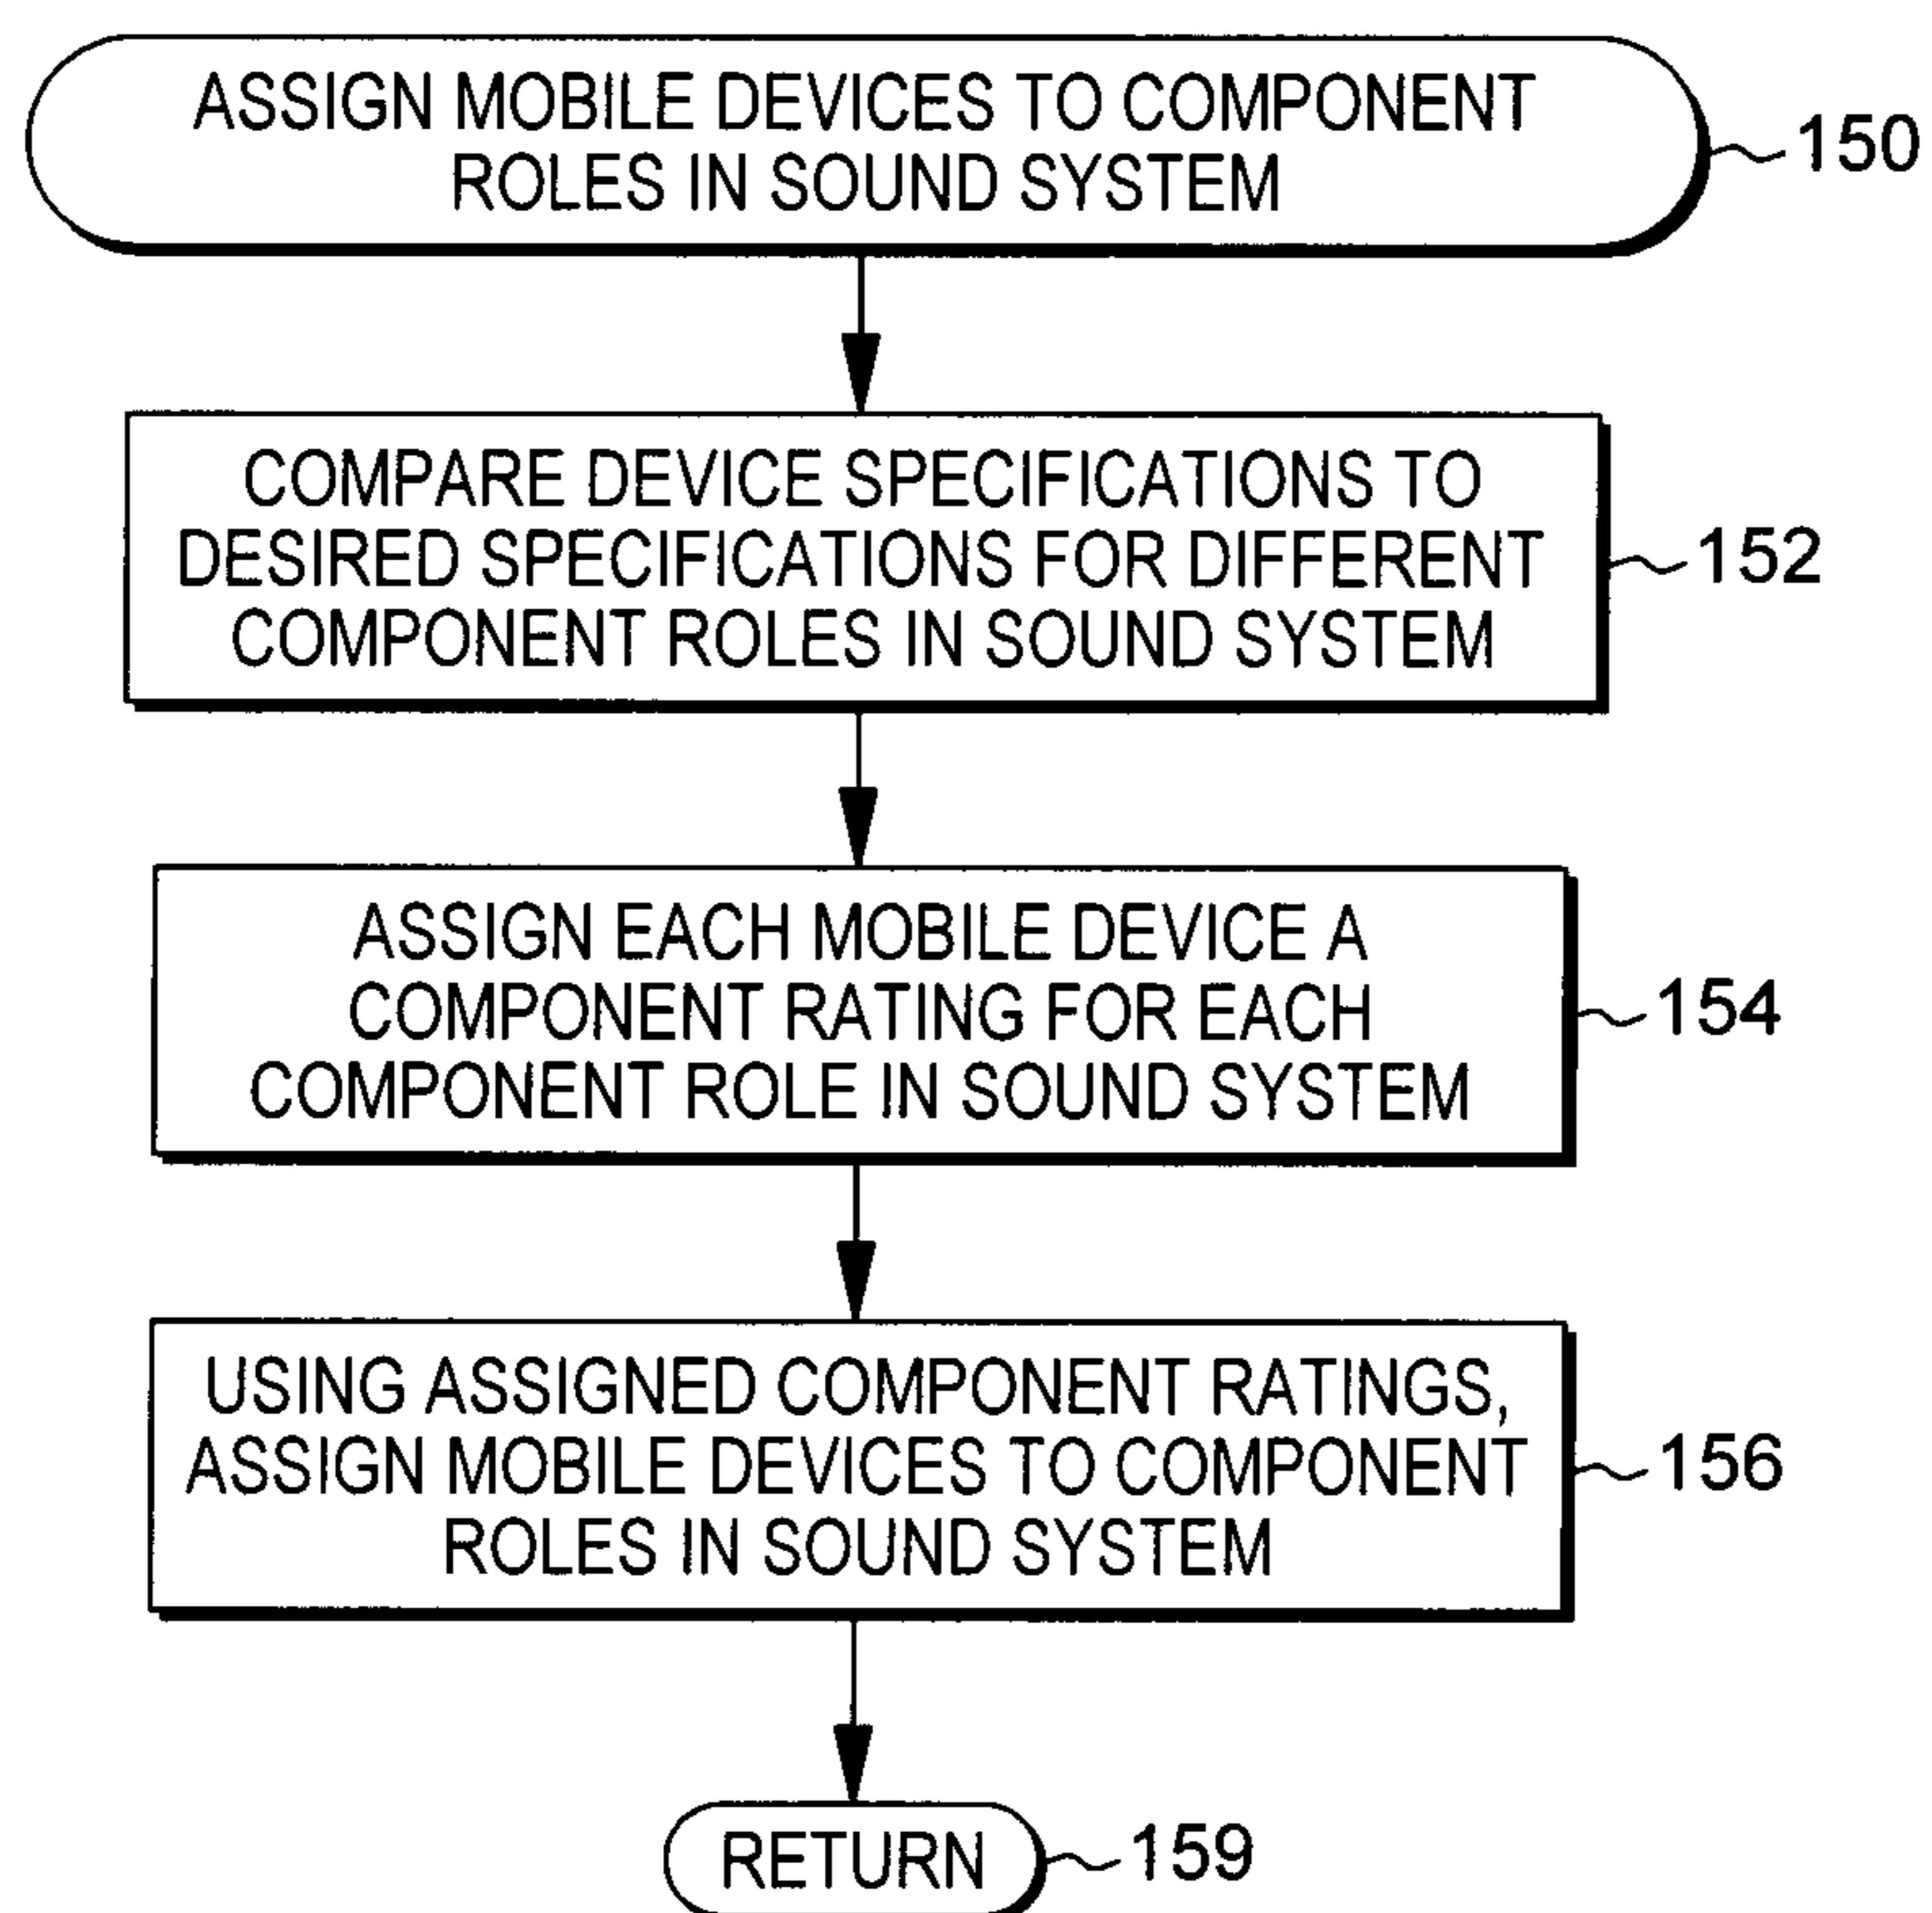 ASSIGN MOBILE DEVICES TO COMPONENT
ROLES IN SOUND SYSTEM
150
COMPARE DEVICE SPECIFICATIONS TO
DESIRED SPECIFICATIONS FOR DIFFERENT
COMPONENT ROLES IN SOUND SYSTEM
152
ASSIGN EACH MOBILE DEVICE A
COMPONENT RATING FOR EACH
COMPONENT ROLE IN SOUND SYSTEM
154
USING ASSIGNED COMPONENT RATINGS,
ASSIGN MOBILE DEVICES TO COMPONENT
ROLES IN SOUND SYSTEM
156
RETURN
159